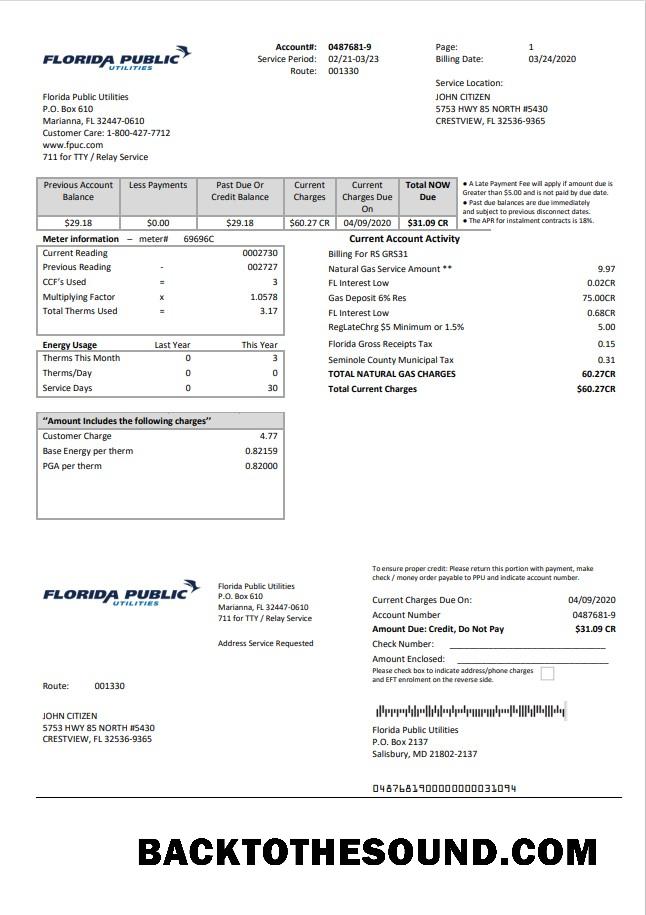 FLORIDA PUBLIC
UTILITIES
Account#: 0487681-9
Service Period: 02/21-03/23
Route: 001330
Page: 1
Billing Date: 03/24/2020
Service Location:
JOHN CITIZEN
5753 HWY 85 NORTH #5430
CRESTVIEW, FL 32536-9365
Florida Public Utilities
P.O. Box 610
Marianna, FL 32447-0610
Customer Care: 1-800-427-7712
www.fpuc.com
711 for TTY / Relay Service
Previous Account Balance Less Payments Past Due Or Credit Balance Current Charges Current Charges Due On Total NOW Due
$29.18 $0.00 $29.18 $60.27 CR 04/09/2020 $31.09 CR
● A Late Payment Fee will apply if amount due is
Greater than $5.00 and is not paid by due date.
● Past due balances are due immediately
and subject to previous disconnect dates.
● The APR for instalment contracts is 18%.
Meter information – meter# 69696C
Current Reading 0002730
Previous Reading - 002727
CCF's Used = 3
Multiplying Factor x 1.0578
Total Therms Used = 3.17
Energy Usage Last Year This Year
Therms This Month 0 3
Therms/Day 0 0
Service Days 0 30
"Amount Includes the following charges"
Customer Charge 4.77
Base Energy per therm 0.82159
PGA per therm 0.82000
Current Account Activity
Billing For RS GRS31
Natural Gas Service Amount ** 9.97
FL Interest Low 0.02CR
Gas Deposit 6% Res 75.00CR
FL Interest Low 0.68CR
RegLateChrg $5 Minimum or 1.5% 5.00
Florida Gross Receipts Tax 0.15
Seminole County Municipal Tax 0.31
TOTAL NATURAL GAS CHARGES 60.27CR
Total Current Charges $60.27CR
FLORIDA PUBLIC
UTILITIES
Florida Public Utilities
P.O. Box 610
Marianna, FL 32447-0610
711 for TTY / Relay Service
Address Service Requested
Route: 001330
JOHN CITIZEN
5753 HWY 85 NORTH #5430
CRESTVIEW, FL 32536-9365
To ensure proper credit: Please return this portion with payment, make
check / money order payable to PPU and indicate account number.
Current Charges Due On: 04/09/2020
Account Number 0487681-9
Amount Due: Credit, Do Not Pay $31.09 CR
Check Number:
Amount Enclosed:
Please check box to indicate address/phone charges
and EFT enrolment on the reverse side.
Florida Public Utilities
P.O. Box 2137
Salisbury, MD 21802-2137
0487681900000000031094
BACKTOTHESOUND.COM